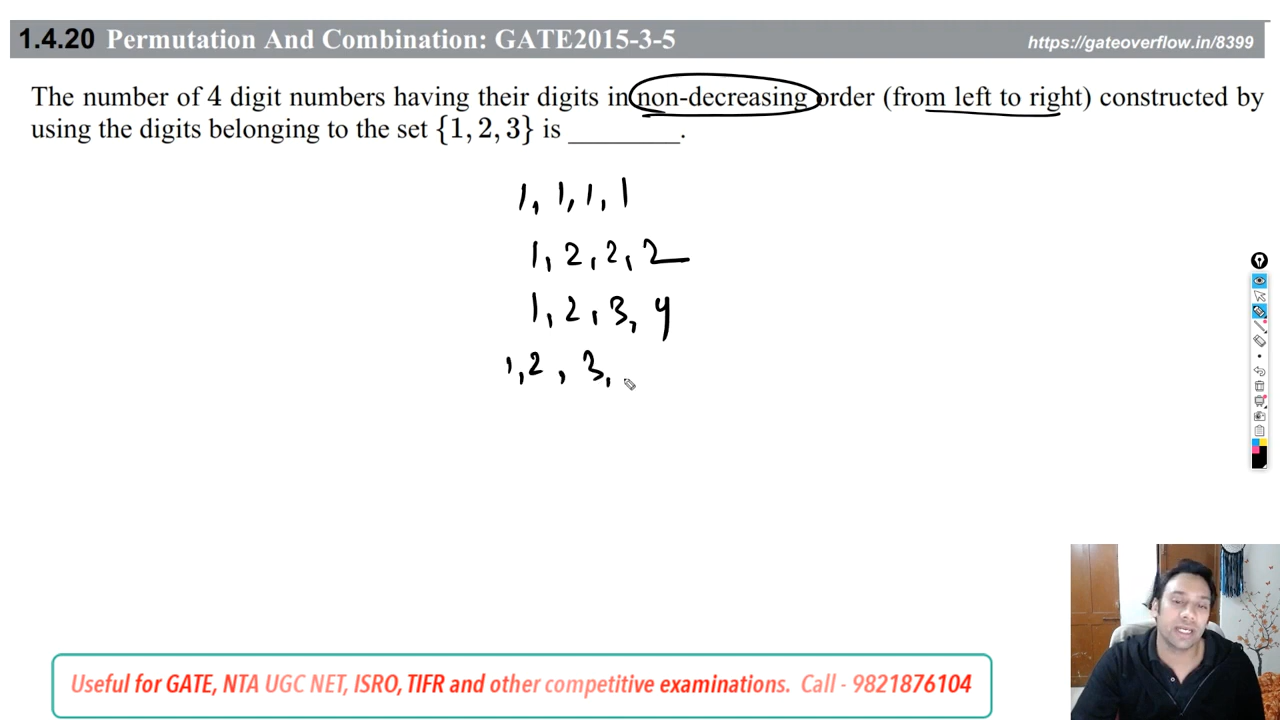 1.4.20 Permutation And Combination: GATE2015-3-5
https://gateoverflow.in/8399
The number of 4 digit numbers having their digits in non-decreasing order (from left to right) constructed by
using the digits belonging to the set {1, 2, 3} is ________.
1, 1, 1, 1
1, 2, 2, 2
1, 2, 3, 4
1, 2, 3,
Useful for GATE, NTA UGC NET, ISRO, TIFR and other competitive examinations. Call - 9821876104